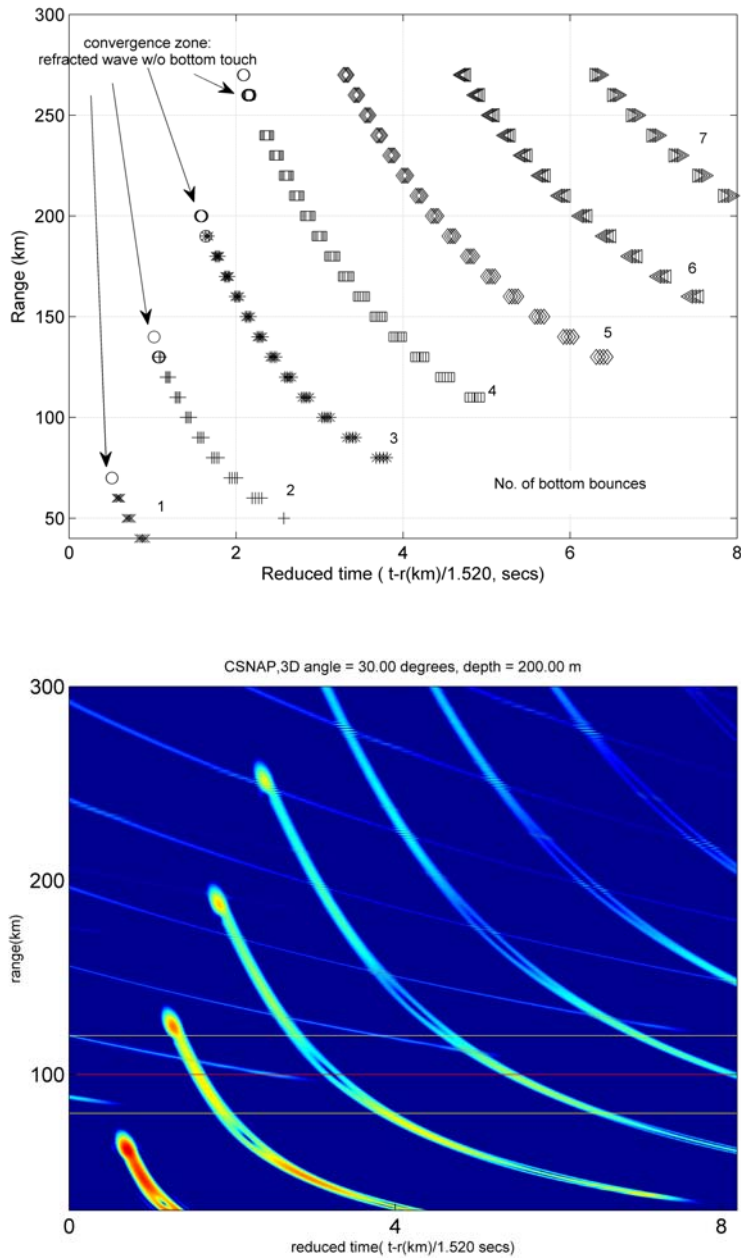 300
convergence zone:
refracted wave w/o bottom touch
250
7
200
Range (km)
6
150
5
4
100
3
2
No. of bottom bounces
1
50
0 2 4 6 8
Reduced time ( t-r(km)/1.520, secs)
CSNAP,3D angle = 30.00 degrees, depth = 200.00 m
300
200
range(km)
100
0 4 8
reduced time( t-r(km)/1.520 secs)